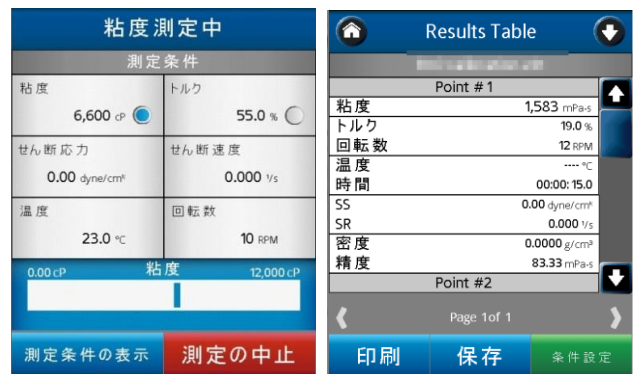 粘度測定中
測定条件
粘度
トルク
6,600 cP
55.0 %
せん断応力
せん断速度
0.00 dyne/cm²
0.000 1/s
温度
回転数
23.0 °C
10 RPM
0.00 cP 粘度 12,000 cP
測定条件の表示 測定の中止
Results Table
Point #1
粘度 1,583 mPa-s
トルク 19.0 %
回転数 12 RPM
温度 ---- °C
時間 00:00:15.0
SS 0.00 dyne/cm²
SR 0.000 1/s
密度 0.0000 g/cm³
精度 83.33 mPa-s
Point #2
Page 1of 1
印刷 保存 条件設定